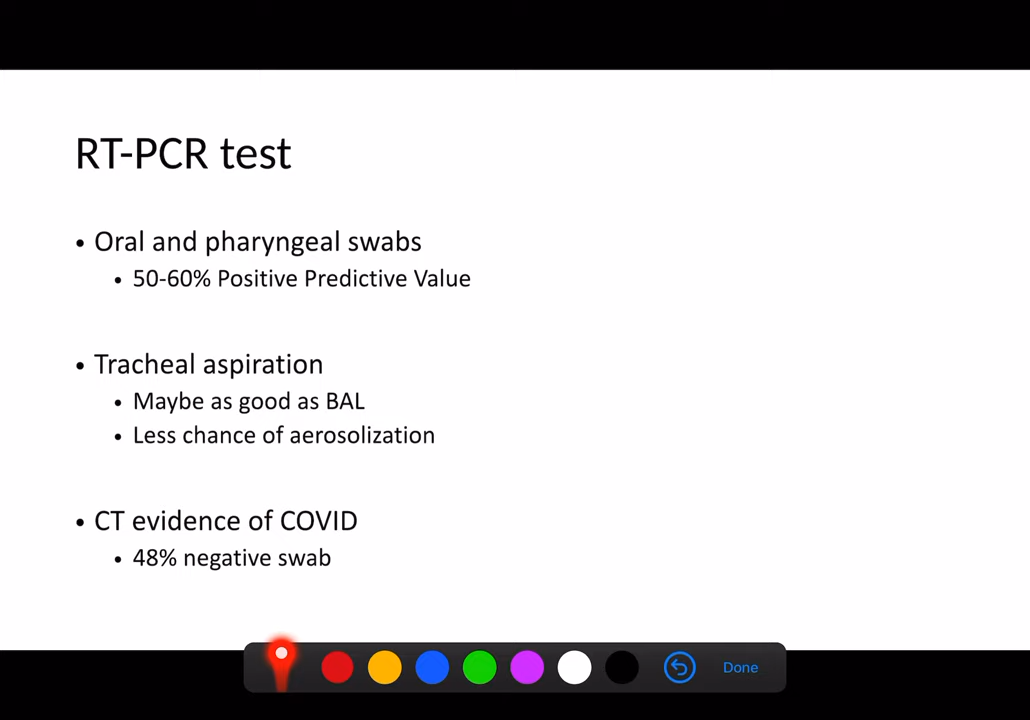 RT-PCR test
• Oral and pharyngeal swabs
• 50-60% Positive Predictive Value
• Tracheal aspiration
• Maybe as good as BAL
• Less chance of aerosolization
• CT evidence of COVID
• 48% negative swab
Done